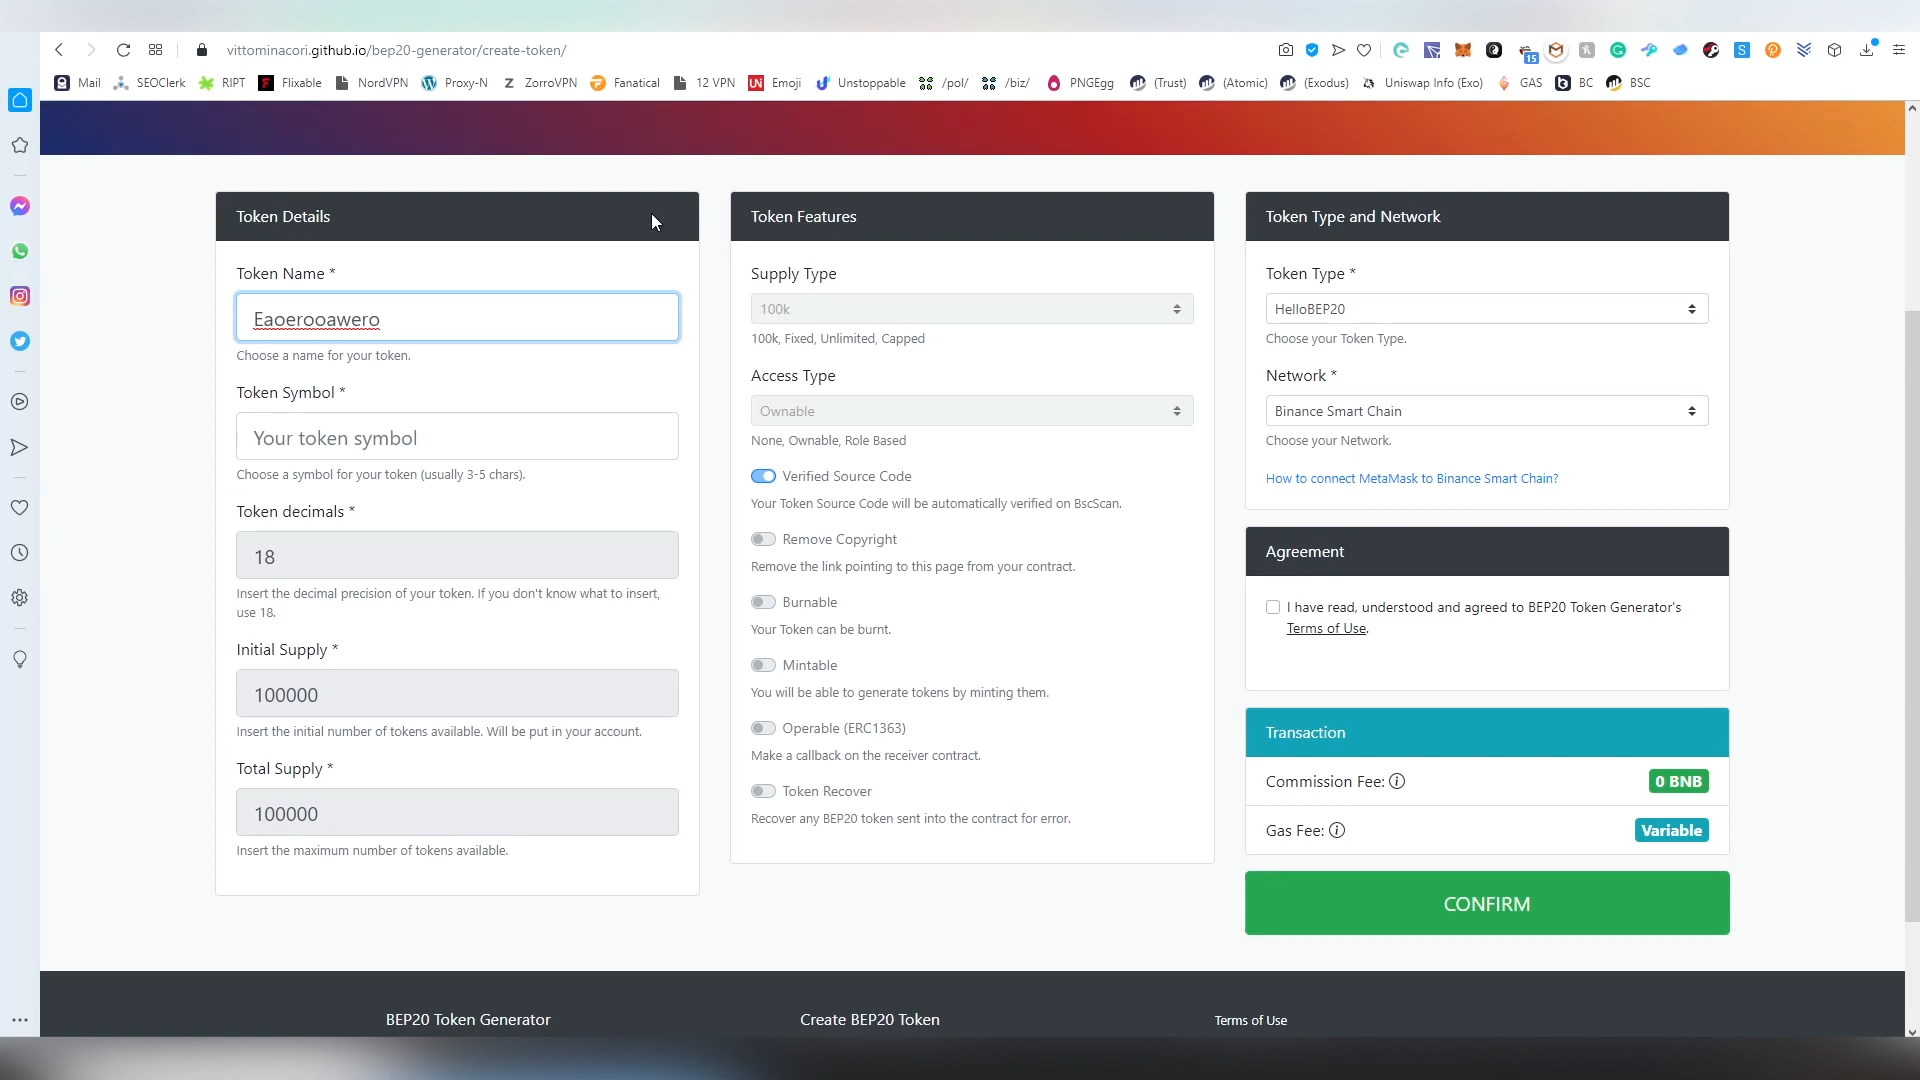 vittominacori.github.io/bep20-generator/create-token/
15
S
Mail
SEOClerk
RIPT
Flixable
NordVPN
Proxy-N
Z ZorroVPN
Fanatical
12 VPN
UN Emoji
Unstoppable
/pol/
/biz/
PNGEgg
(Trust)
(Atomic)
(Exodus)
Uniswap Info (Exo)
GAS
BC
BSC
Token Details
Token Name *
Eaoerooawero
Choose a name for your token.
Token Symbol *
Your token symbol
Choose a symbol for your token (usually 3-5 chars).
Token decimals *
18
Insert the decimal precision of your token. If you don't know what to insert,
use 18.
Initial Supply *
100000
Insert the initial number of tokens available. Will be put in your account.
Total Supply *
100000
Insert the maximum number of tokens available.
Token Features
Supply Type
100k
100k, Fixed, Unlimited, Capped
Access Type
Ownable
None, Ownable, Role Based
Verified Source Code
Your Token Source Code will be automatically verified on BscScan.
Remove Copyright
Remove the link pointing to this page from your contract.
Burnable
Your Token can be burnt.
Mintable
You will be able to generate tokens by minting them.
Operable (ERC1363)
Make a callback on the receiver contract.
Token Recover
Recover any BEP20 token sent into the contract for error.
Token Type and Network
Token Type *
HelloBEP20
Choose your Token Type.
Network *
Binance Smart Chain
Choose your Network.
How to connect MetaMask to Binance Smart Chain?
Agreement
I have read, understood and agreed to BEP20 Token Generator's
Terms of Use.
Transaction
Commission Fee:
0 BNB
Gas Fee:
Variable
CONFIRM
BEP20 Token Generator
Create BEP20 Token
Terms of Use